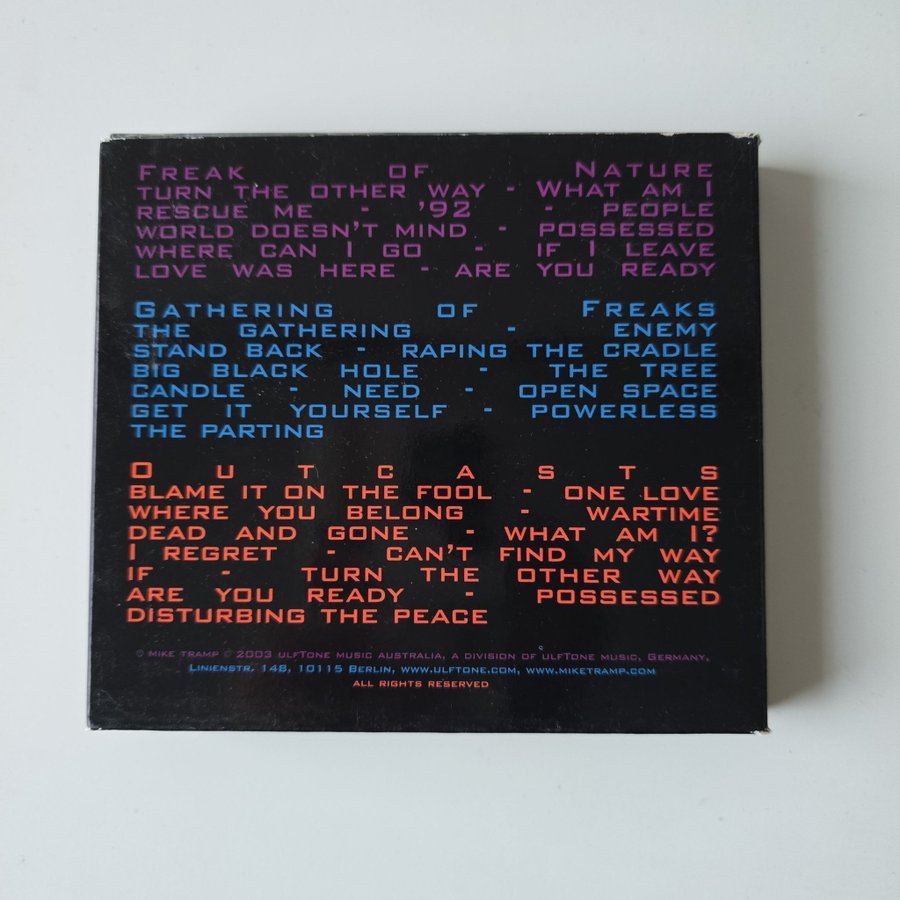 FREAK OF NATURE
TURN THE OTHER WAY - WHAT AM I
RESCUE ME - '92 - PEOPLE
WORLD DOESN'T MIND - POSSESSED
WHERE CAN I GO - IF I LEAVE
LOVE WAS HERE - ARE YOU READY
GATHERING OF FREAKS
THE GATHERING - ENEMY
STAND BACK - RAPING THE CRADLE
BIG BLACK HOLE - THE TREE
CANDLE - NEED - OPEN SPACE
GET IT YOURSELF - POWERLESS
THE PARTING
OUTCASTS
BLAME IT ON THE FOOL - ONE LOVE
WHERE YOU BELONG - WARTIME
DEAD AND GONE - WHAT AM I?
I REGRET - CAN'T FIND MY WAY
IF - TURN THE OTHER WAY
ARE YOU READY - POSSESSED
DISTURBING THE PEACE
© MIKE TRAMP © 2003 ULFTONE MUSIC AUSTRALIA, A DIVISION OF ULFTONE MUSIC, GERMANY,
LINIENSTR. 148, 10115 BERLIN, WWW.ULFTONE.COM, WWW.MIKETRAMP.COM
ALL RIGHTS RESERVED